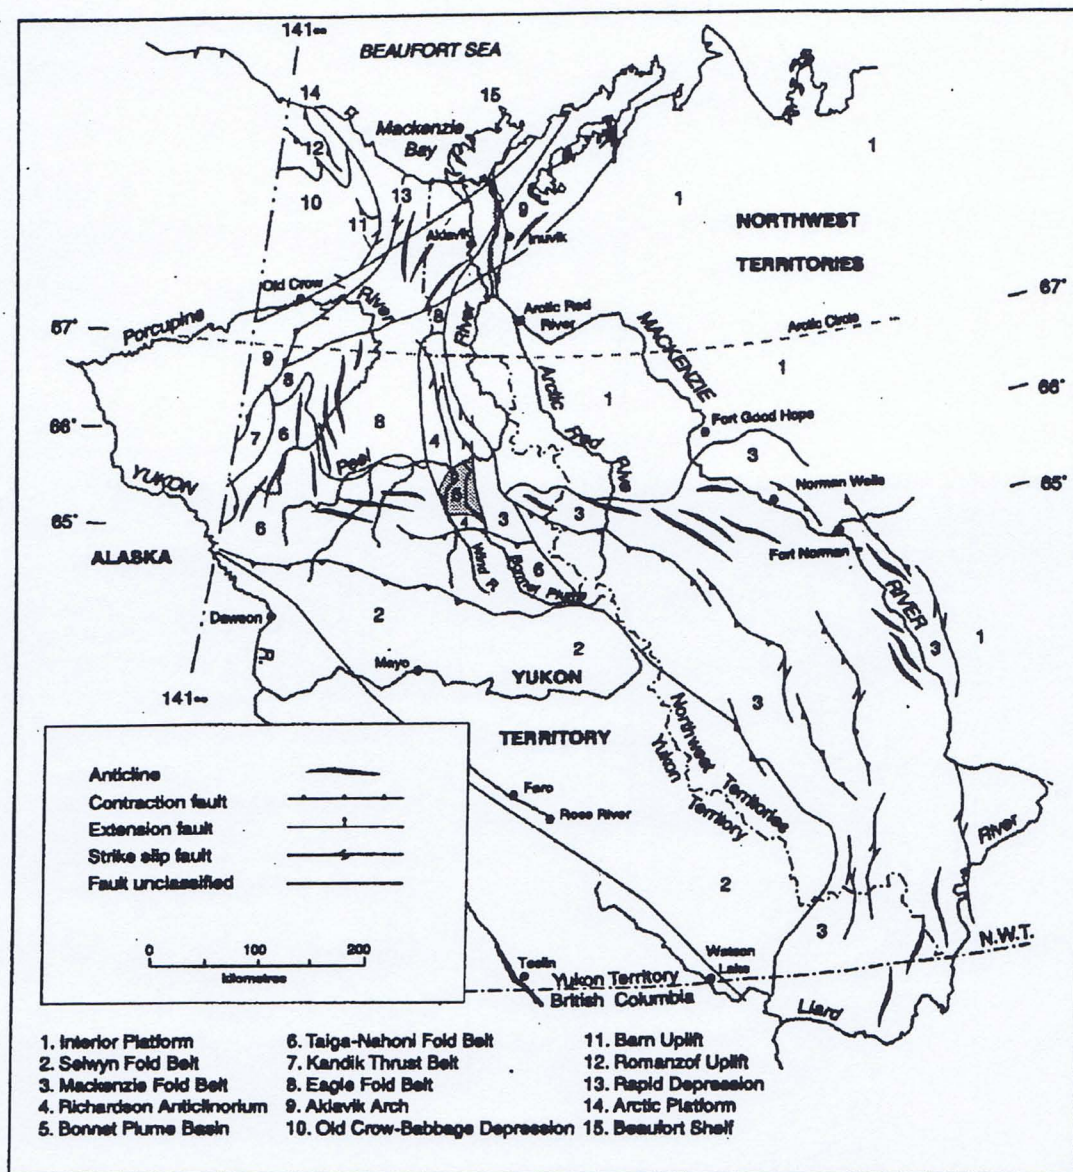 141°°
BEAUFORT SEA
14
15
Mackenzie
Bay
12
1
10
13
1
9
11
NORTHWEST
Aklavik
Inuvik
TERRITORIES
Old Crow
River
67°
67°
Porcupine
8
River
Arctic Red
River
Arctic Circle
MACKENZIE
9
8
1
66°
Arctic
1
66°
8
Fort Good Hope
7
6
4
Red
3
Peel
River
65°
YUKON
5
Norman Wells
65°
6
4
3
3
ALASKA
Wind R.
Bonnet
6
Plume
Fort Norman
RIVER
Dawson
2
3
1
R.
2
Mayo
YUKON
141°°
3
Northwest Territories
TERRITORY
Yukon Territory
Anticline
Contraction fault
Extension fault
Strike slip fault
Fault unclassified
Faro
Ross River
River
2
3
0 100 200
kilometres
N.W.T.
Teslin
Watson
Lake
Yukon Territory
British Columbia
Liard
1. Interior Platform
2. Selwyn Fold Belt
3. Mackenzie Fold Belt
4. Richardson Anticlinorium
5. Bonnet Plume Basin
6. Taiga-Nahoni Fold Belt
7. Kandik Thrust Belt
8. Eagle Fold Belt
9. Aklavik Arch
10. Old Crow-Babbage Depression
11. Barn Uplift
12. Romanzof Uplift
13. Rapid Depression
14. Arctic Platform
15. Beaufort Shelf